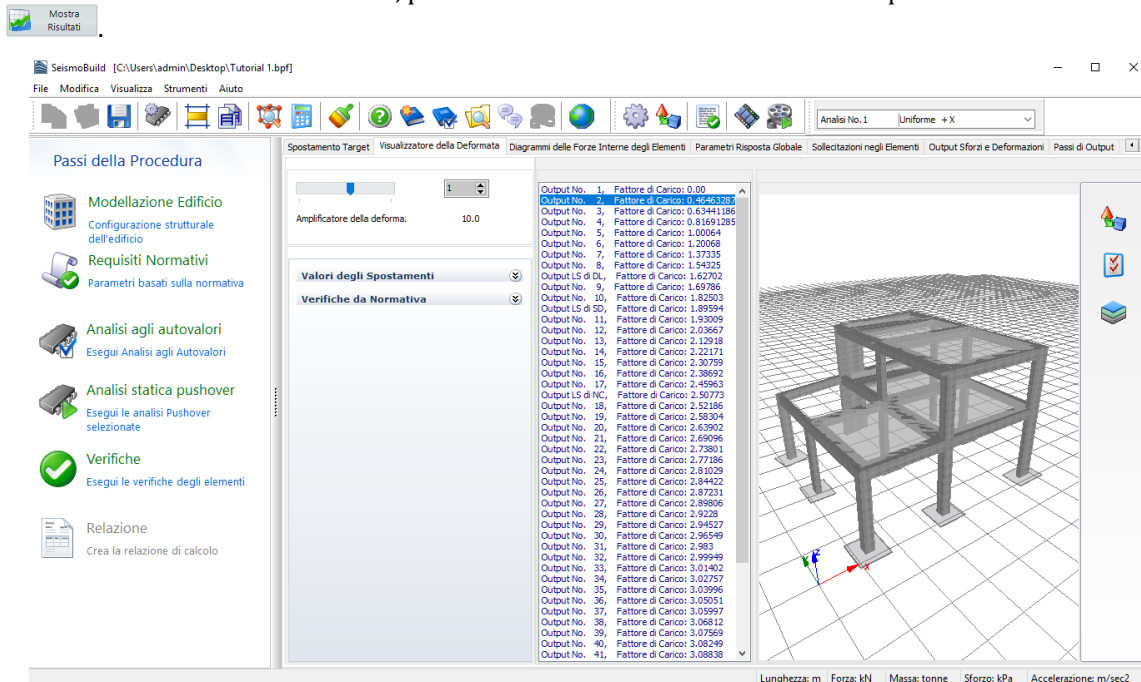 Mostra
Risultati
.
SeismoBuild [C:\Users\admin\Desktop\Tutorial 1.bpf]
File Modifica Visualizza Strumenti Aiuto
Analisi No. 1 Uniforme +X
Passi della Procedura
Modellazione Edificio
Configurazione strutturale
dell'edificio
Requisiti Normativi
Parametri basati sulla normativa
Analisi agli autovalori
Esegui Analisi agli Autovalori
Analisi statica pushover
Esegui le analisi Pushover
selezionate
Verifiche
Esegui le verifiche degli elementi
Relazione
Crea la relazione di calcolo
Spostamento Target Visualizzatore della Deformata Diagrammi delle Forze Interne degli Elementi Parametri Risposta Globale Sollecitazioni negli Elementi Output Sforzi e Deformazioni Passi di Output
1
Amplificatore della deforma: 10.0
Valori degli Spostamenti
Verifiche da Normativa
Output No. 1, Fattore di Carico: 0.00
Output No. 2, Fattore di Carico: 0.46463287
Output No. 3, Fattore di Carico: 0.63441186
Output No. 4, Fattore di Carico: 0.81691285
Output No. 5, Fattore di Carico: 1.00064
Output No. 6, Fattore di Carico: 1.20068
Output No. 7, Fattore di Carico: 1.37335
Output No. 8, Fattore di Carico: 1.54325
Output LS di DL, Fattore di Carico: 1.62702
Output No. 9, Fattore di Carico: 1.69786
Output No. 10, Fattore di Carico: 1.82503
Output LS di SD, Fattore di Carico: 1.89594
Output No. 11, Fattore di Carico: 1.93009
Output No. 12, Fattore di Carico: 2.03667
Output No. 13, Fattore di Carico: 2.12918
Output No. 14, Fattore di Carico: 2.22171
Output No. 15, Fattore di Carico: 2.30759
Output No. 16, Fattore di Carico: 2.38692
Output No. 17, Fattore di Carico: 2.45963
Output LS di NC, Fattore di Carico: 2.50773
Output No. 18, Fattore di Carico: 2.52186
Output No. 19, Fattore di Carico: 2.58304
Output No. 20, Fattore di Carico: 2.63902
Output No. 21, Fattore di Carico: 2.69096
Output No. 22, Fattore di Carico: 2.73801
Output No. 23, Fattore di Carico: 2.77186
Output No. 24, Fattore di Carico: 2.81029
Output No. 25, Fattore di Carico: 2.84422
Output No. 26, Fattore di Carico: 2.87231
Output No. 27, Fattore di Carico: 2.89806
Output No. 28, Fattore di Carico: 2.9228
Output No. 29, Fattore di Carico: 2.94527
Output No. 30, Fattore di Carico: 2.96549
Output No. 31, Fattore di Carico: 2.983
Output No. 32, Fattore di Carico: 2.99949
Output No. 33, Fattore di Carico: 3.01402
Output No. 34, Fattore di Carico: 3.02757
Output No. 35, Fattore di Carico: 3.03996
Output No. 36, Fattore di Carico: 3.05051
Output No. 37, Fattore di Carico: 3.05997
Output No. 38, Fattore di Carico: 3.06812
Output No. 39, Fattore di Carico: 3.07569
Output No. 40, Fattore di Carico: 3.08249
Output No. 41, Fattore di Carico: 3.08838
Z
X
Lunghezza: m Forza: kN Massa: tonne Sforzo: kPa Accelerazione: m/sec2